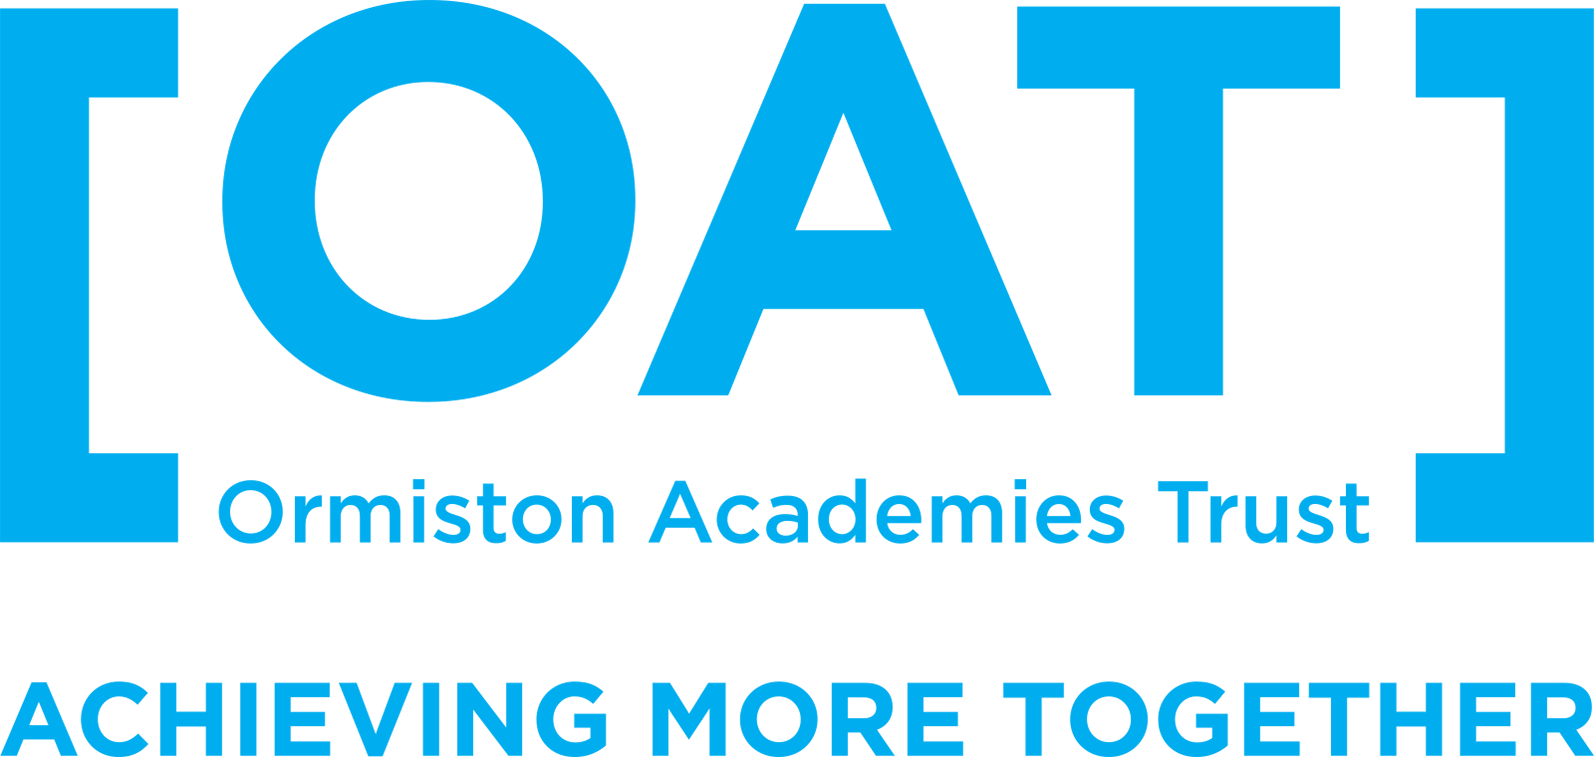 [OAT]
Ormiston Academies Trust
ACHIEVING MORE TOGETHER